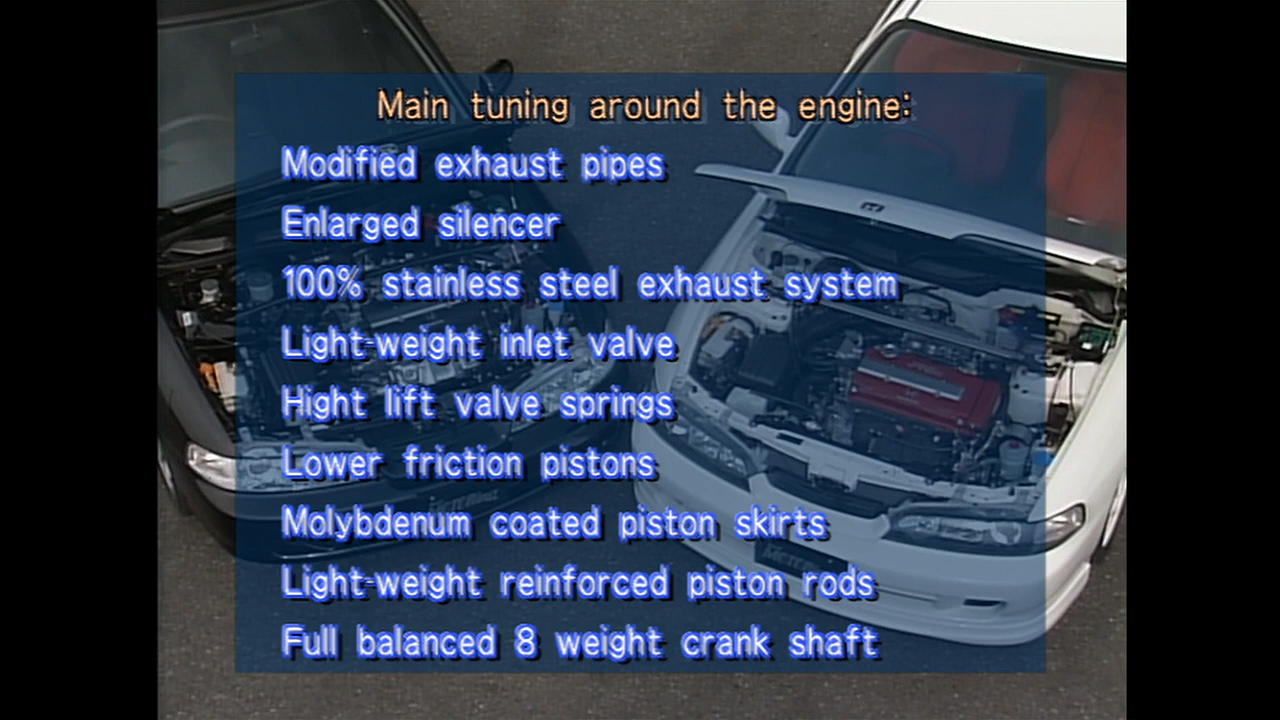 Main tuning around the engine:
Modified exhaust pipes
Enlarged silencer
100% stainless steel exhaust system
Light-weight inlet valve
Hight lift valve springs
Lower friction pistons
Molybdenum coated piston skirts
Light-weight reinforced piston rods
Full balanced 8 weight crank shaft